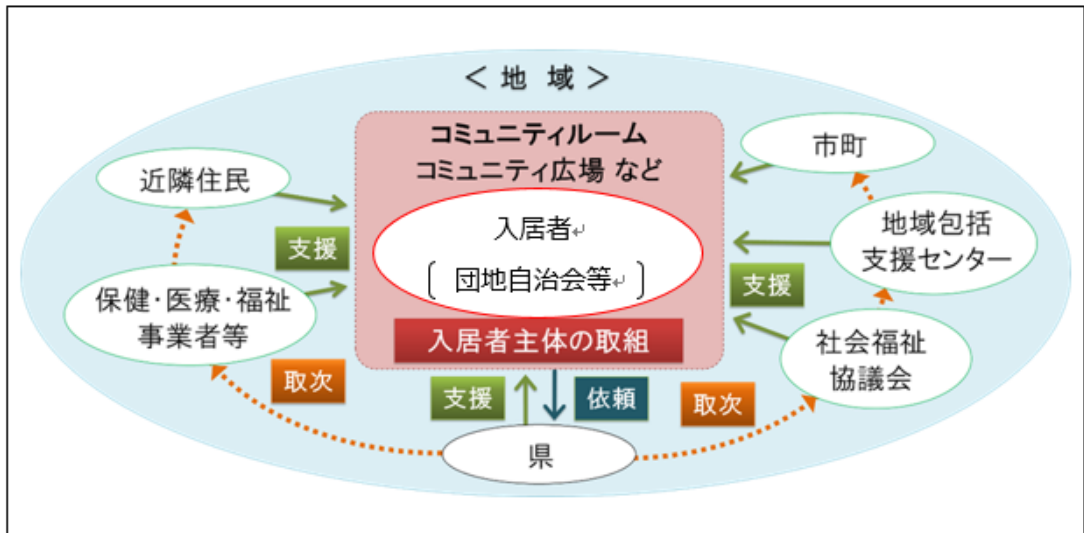 ＜ 地 域 ＞
コミュニティルーム
コミュニティ広場 など
入居者↵
〔 団地自治会等↵ 〕
入居者主体の取組
近隣住民
支援
保健・医療・福祉
事業者等
取次
市町
地域包括
支援センター
支援
社会福祉
協議会
支援
依頼
取次
県